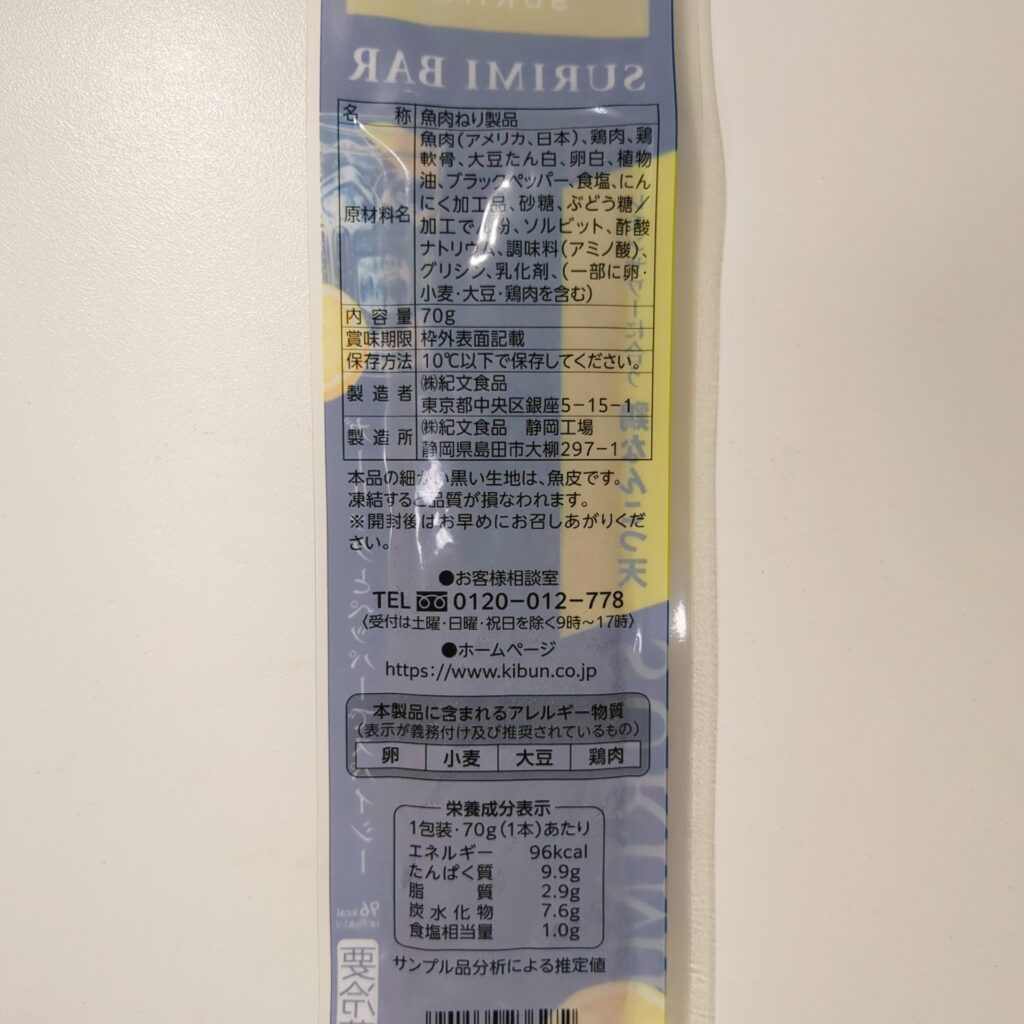 SURIMI BAR
名称 魚肉ねり製品
原材料名 魚肉(アメリカ、日本)、鶏肉、鶏
軟骨、大豆たん白、卵白、植物
油、ブラックペッパー、食塩、にん
にく加工品、砂糖、ぶどう糖/
加工でん粉、ソルビット、酢酸
ナトリウム、調味料(アミノ酸)、
グリシン、乳化剤、(一部に卵・
小麦・大豆・鶏肉を含む)
内容量 70g
賞味期限 枠外表面記載
保存方法 10℃以下で保存してください。
製造者 ㈱紀文食品
東京都中央区銀座5-15-1
製造所 ㈱紀文食品 静岡工場
静岡県島田市大柳297-1
本品の細かい黒い生地は、魚皮です。
凍結すると品質が損なわれます。
※開封後はお早めにお召しあがりくだ
さい。
●お客様相談室
TEL 0120-012-778
〈受付は土曜・日曜・祝日を除く9時〜17時〉
●ホームページ
https://www.kibun.co.jp
本製品に含まれるアレルギー物質
(表示が義務付け及び推奨されているもの)
卵 小麦 大豆 鶏肉
栄養成分表示
1包装・70g(1本)あたり
エネルギー 96kcal
たんぱく質 9.9g
脂質 2.9g
炭水化物 7.6g
食塩相当量 1.0g
サンプル品分析による推定値
鶏なんこつ天
96kcal
要冷